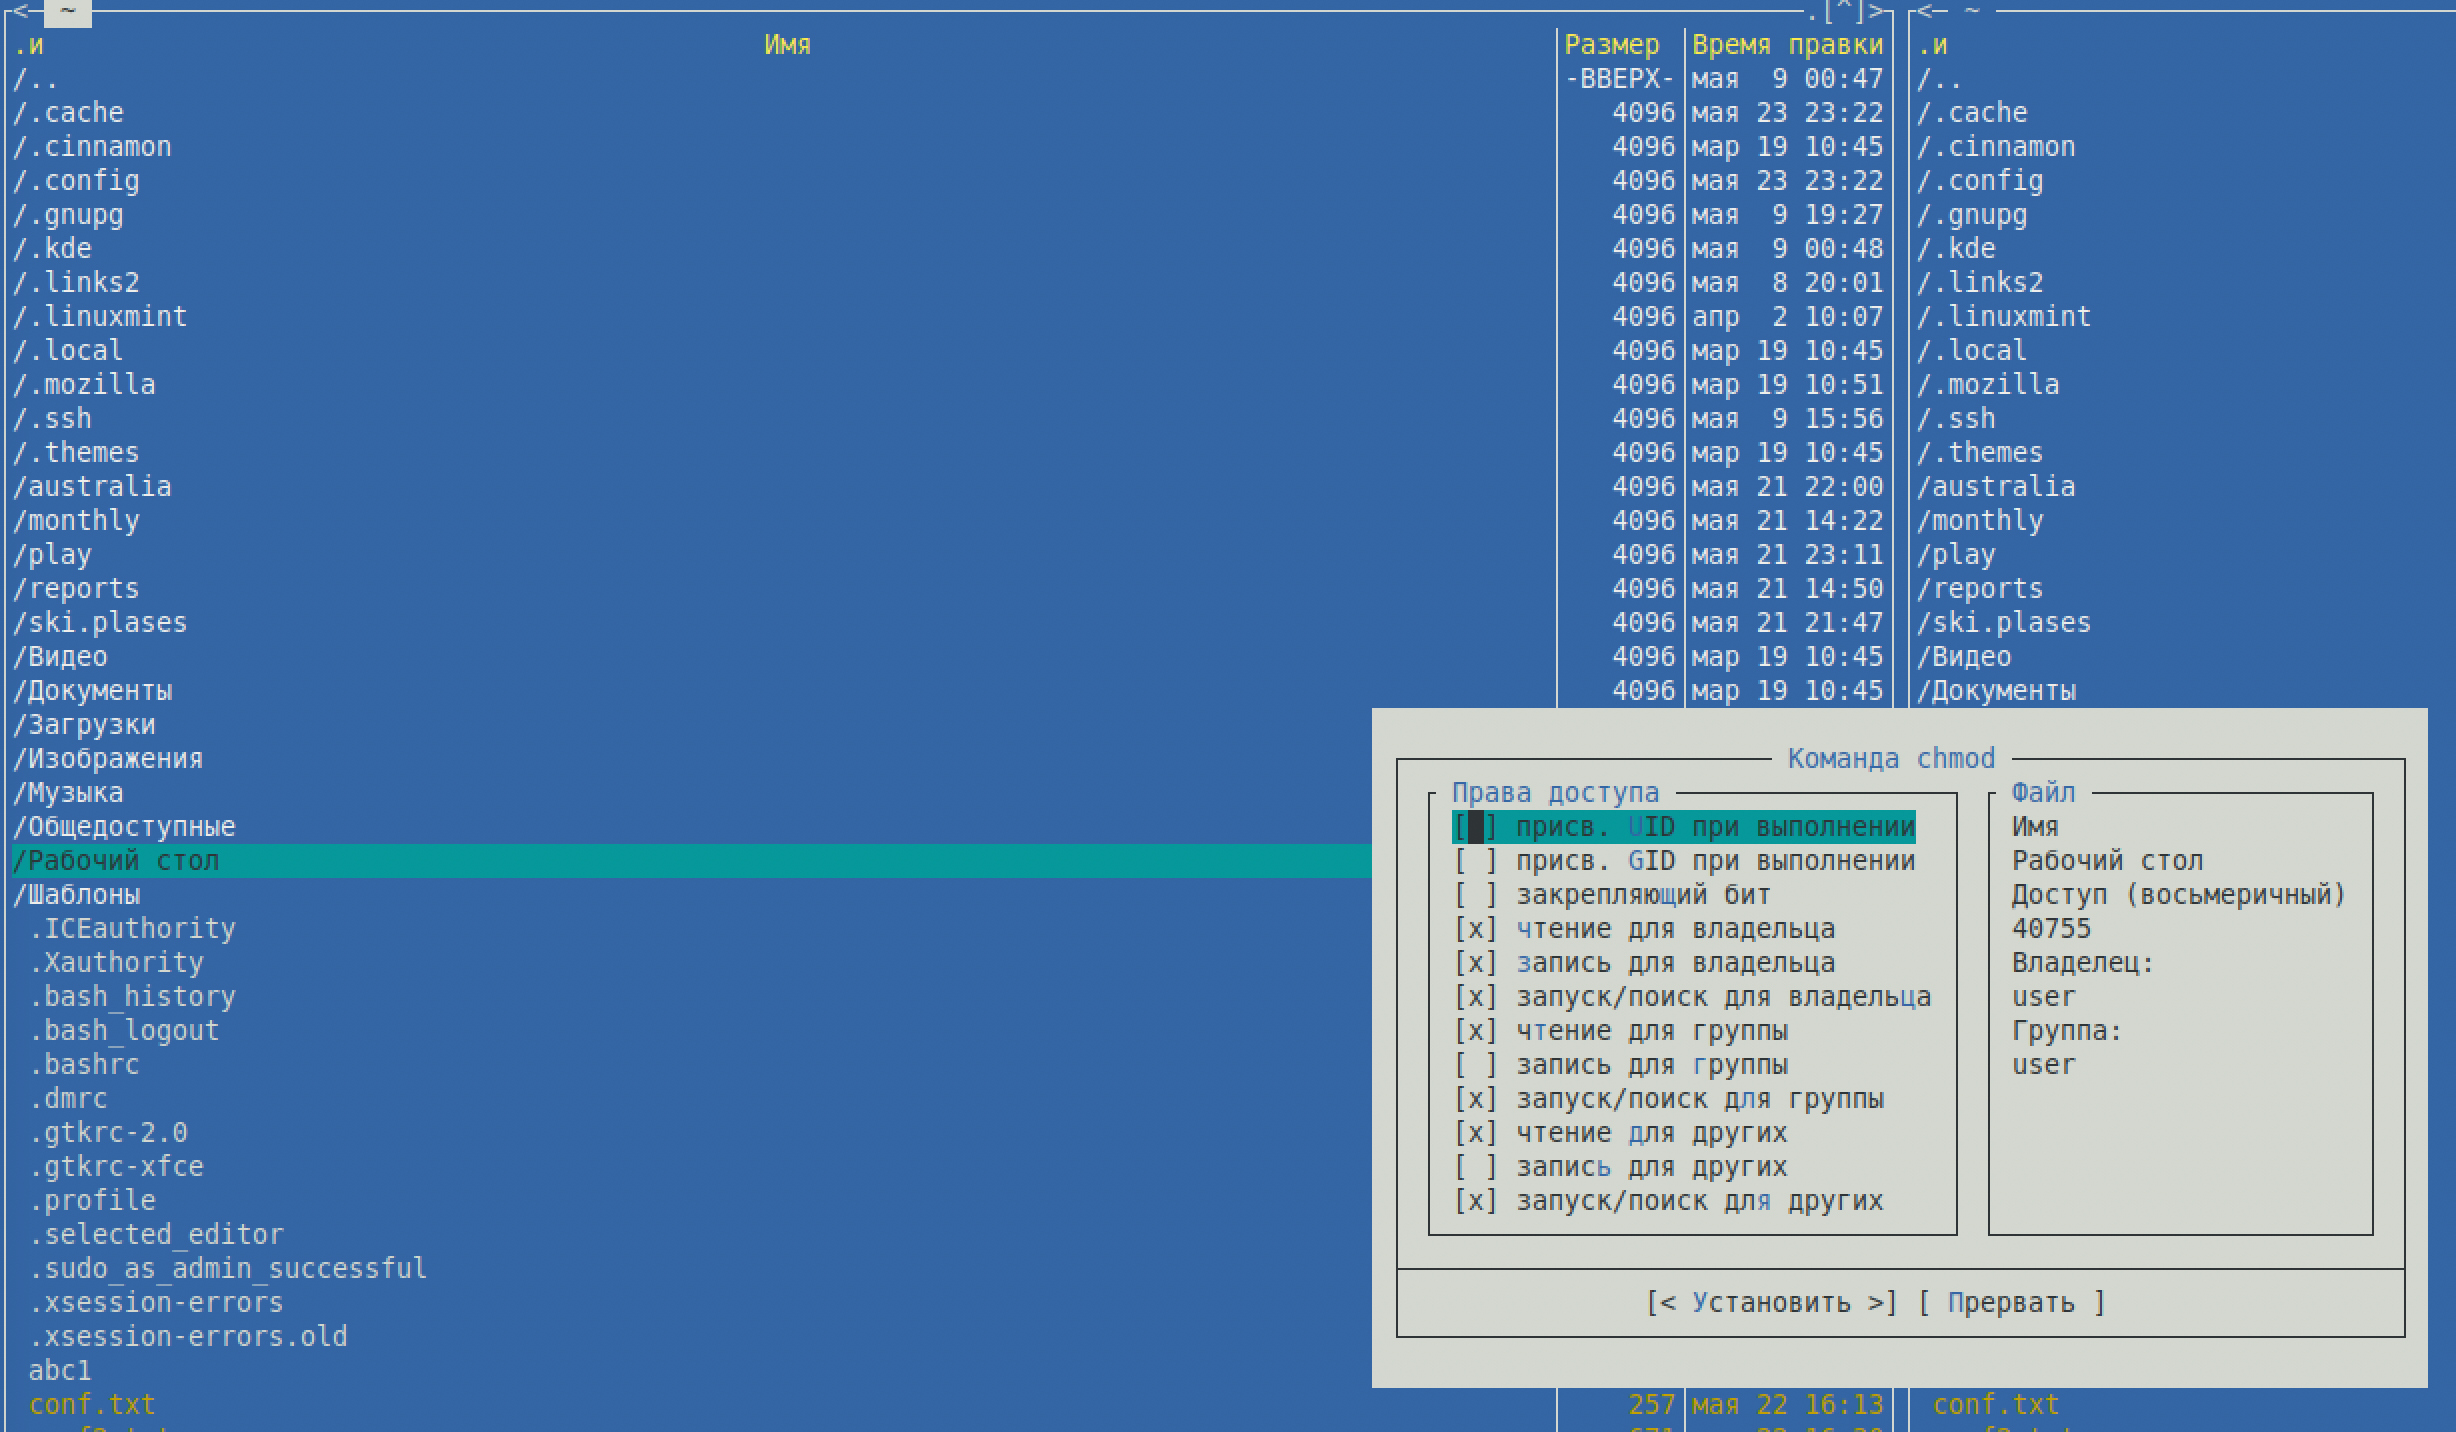 <- ~ .[^]>
.и Имя Размер Время правки
/.. -ВВЕРХ- мая 9 00:47
/.cache 4096 мая 23 23:22
/.cinnamon 4096 мар 19 10:45
/.config 4096 мая 23 23:22
/.gnupg 4096 мая 9 19:27
/.kde 4096 мая 9 00:48
/.links2 4096 мая 8 20:01
/.linuxmint 4096 апр 2 10:07
/.local 4096 мар 19 10:45
/.mozilla 4096 мар 19 10:51
/.ssh 4096 мая 9 15:56
/.themes 4096 мар 19 10:45
/australia 4096 мая 21 22:00
/monthly 4096 мая 21 14:22
/play 4096 мая 21 23:11
/reports 4096 мая 21 14:50
/ski.plases 4096 мая 21 21:47
/Видео 4096 мар 19 10:45
/Документы 4096 мар 19 10:45
/Загрузки
/Изображения
/Музыка
/Общедоступные
/Рабочий стол
/Шаблоны
.ICEauthority
.Xauthority
.bash_history
.bash_logout
.bashrc
.dmrc
.gtkrc-2.0
.gtkrc-xfce
.profile
.selected_editor
.sudo_as_admin_successful
.xsession-errors
.xsession-errors.old
abc1
conf.txt 257 мая 22 16:13
<- ~
.и
/..
/.cache
/.cinnamon
/.config
/.gnupg
/.kde
/.links2
/.linuxmint
/.local
/.mozilla
/.ssh
/.themes
/australia
/monthly
/play
/reports
/ski.plases
/Видео
/Документы
conf.txt
Команда chmod
Права доступа
[ ] присв. UID при выполнении
[ ] присв. GID при выполнении
[ ] закрепляющий бит
[x] чтение для владельца
[x] запись для владельца
[x] запуск/поиск для владельца
[x] чтение для группы
[ ] запись для группы
[x] запуск/поиск для группы
[x] чтение для других
[ ] запись для других
[x] запуск/поиск для других
Файл
Имя
Рабочий стол
Доступ (восьмеричный)
40755
Владелец:
user
Группа:
user
[< Установить >] [ Прервать ]